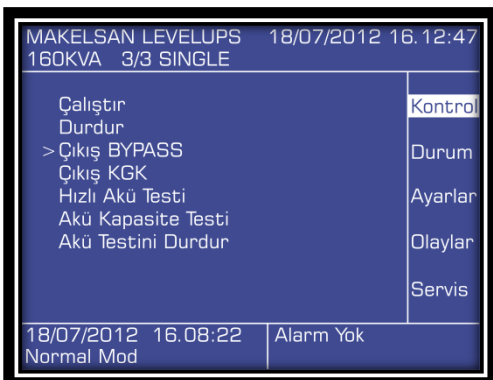 MAKELSAN LEVELUPS 18/07/2012 16.12:47
160KVA 3/3 SINGLE
Çalıştır
Durdur
>Çıkış BYPASS
Çıkış KGK
Hızlı Akü Testi
Akü Kapasite Testi
Akü Testini Durdur
Kontrol
Durum
Ayarlar
Olaylar
Servis
18/07/2012 16.08:22
Normal Mod
Alarm Yok